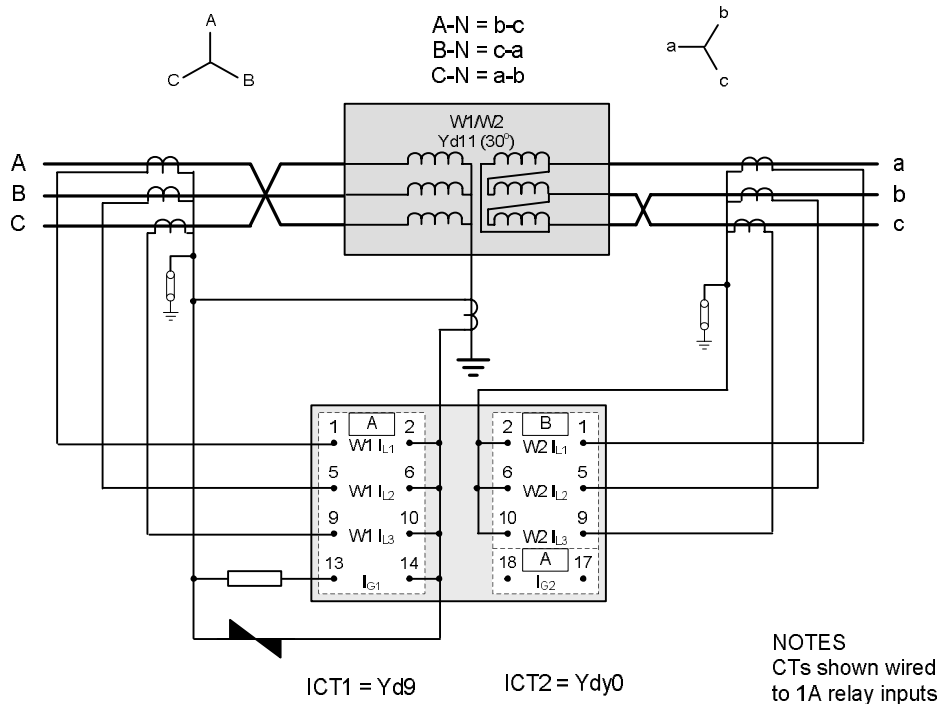 A
C
B
A-N = b-c
B-N = c-a
C-N = a-b
b
a
c
W1/W2
Yd11 (30°)
A
B
C
a
b
c
A
1
2
W1 IL1
5
6
W1 IL2
9
10
W1 IL3
13
14
IG1
B
2
1
W2 IL1
6
5
W2 IL2
10
9
W2 IL3
A
18
17
IG2
ICT1 = Yd9
ICT2 = Ydy0
NOTES
CTs shown wired
to 1A relay inputs